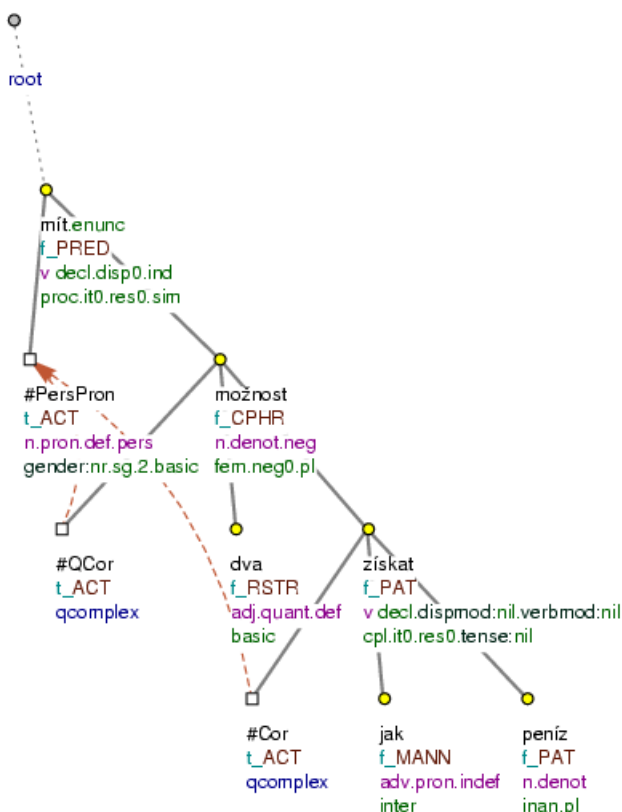 root
mít.enunc
f_PRED
v decl.disp0.ind
proc.it0.res0.sim
#PersPron
t_ACT
n.pron.def.pers
gender:nr.sg.2.basic
možnost
f_CPHR
n.denot.neg
fem.neg0.pl
#QCor
t_ACT
qcomplex
dva
f_RSTR
adj.quant.def
basic
získat
f_PAT
v decl.dispmod:nil.verbmod:nil
cpl.it0.res0.tense:nil
#Cor
t_ACT
qcomplex
jak
f_MANN
adv.pron.indef
inter
peníz
f_PAT
n.denot
inan.pl